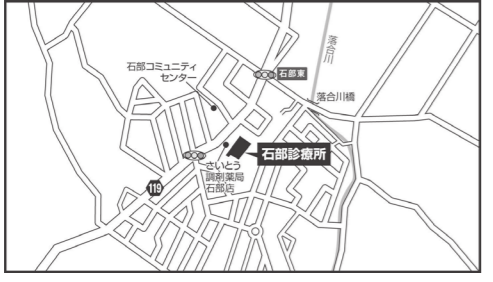 落合川
石部東
石部コミュニティ
センター
落合川橋
石部診療所
さいとう
調剤薬局
石部店
119